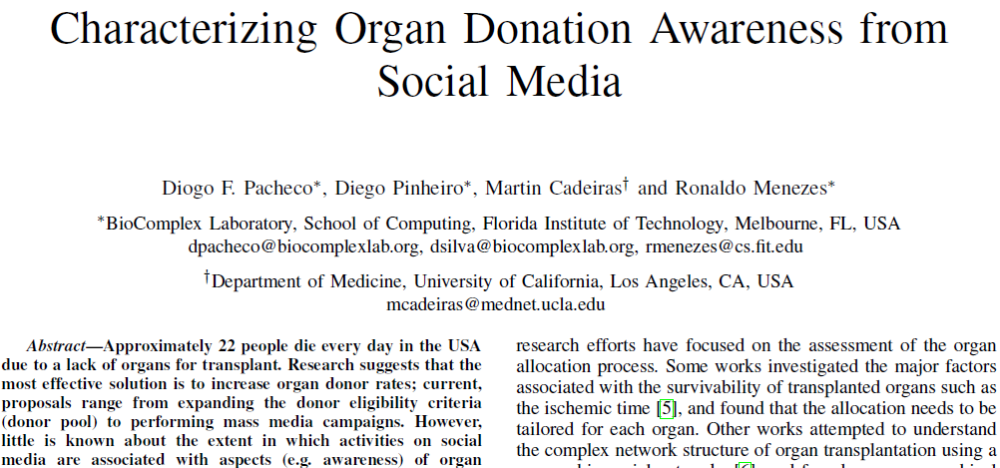 Characterizing Organ Donation Awareness from
Social Media
Diogo F. Pacheco*, Diego Pinheiro*, Martin Cadeiras† and Ronaldo Menezes*
*BioComplex Laboratory, School of Computing, Florida Institute of Technology, Melbourne, FL, USA
dpacheco@biocomplexlab.org, dsilva@biocomplexlab.org, rmenezes@cs.fit.edu
†Department of Medicine, University of California, Los Angeles, CA, USA
mcadeiras@mednet.ucla.edu
Abstract—Approximately 22 people die every day in the USA
due to a lack of organs for transplant. Research suggests that the
most effective solution is to increase organ donor rates; current,
proposals range from expanding the donor eligibility criteria
(donor pool) to performing mass media campaigns. However,
little is known about the extent in which activities on social
media are associated with aspects (e.g. awareness) of organ
research efforts have focused on the assessment of the organ
allocation process. Some works investigated the major factors
associated with the survivability of transplanted organs such as
the ischemic time [5], and found that the allocation needs to be
tailored for each organ. Other works attempted to understand
the complex network structure of organ transplantation using a